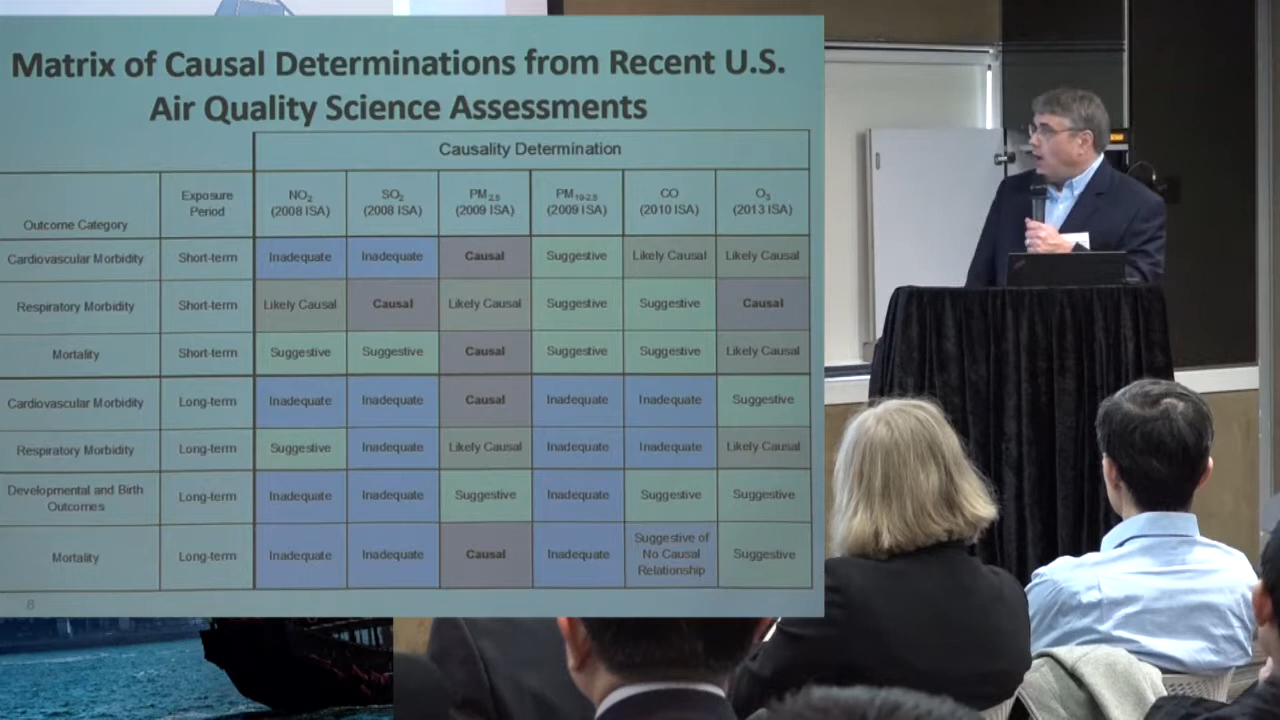 Matrix of Causal Determinations from Recent U.S.
Air Quality Science Assessments
Causality Determination
Outcome Category
Exposure
Period
NO2
(2008 ISA)
SO2
(2008 ISA)
PM2.5
(2009 ISA)
PM10-2.5
(2009 ISA)
CO
(2010 ISA)
O3
(2013 ISA)
Cardiovascular Morbidity Short-term Inadequate Inadequate Causal Suggestive Likely Causal Likely Causal
Respiratory Morbidity Short-term Likely Causal Causal Likely Causal Suggestive Suggestive Causal
Mortality Short-term Suggestive Suggestive Causal Suggestive Suggestive Likely Causal
Cardiovascular Morbidity Long-term Inadequate Inadequate Causal Inadequate Inadequate Suggestive
Respiratory Morbidity Long-term Suggestive Inadequate Likely Causal Inadequate Inadequate Likely Causal
Developmental and Birth
Outcomes
Long-term Inadequate Inadequate Suggestive Inadequate Suggestive Suggestive
Mortality Long-term Inadequate Inadequate Causal Inadequate
Suggestive of
No Causal
Relationship
Suggestive
8